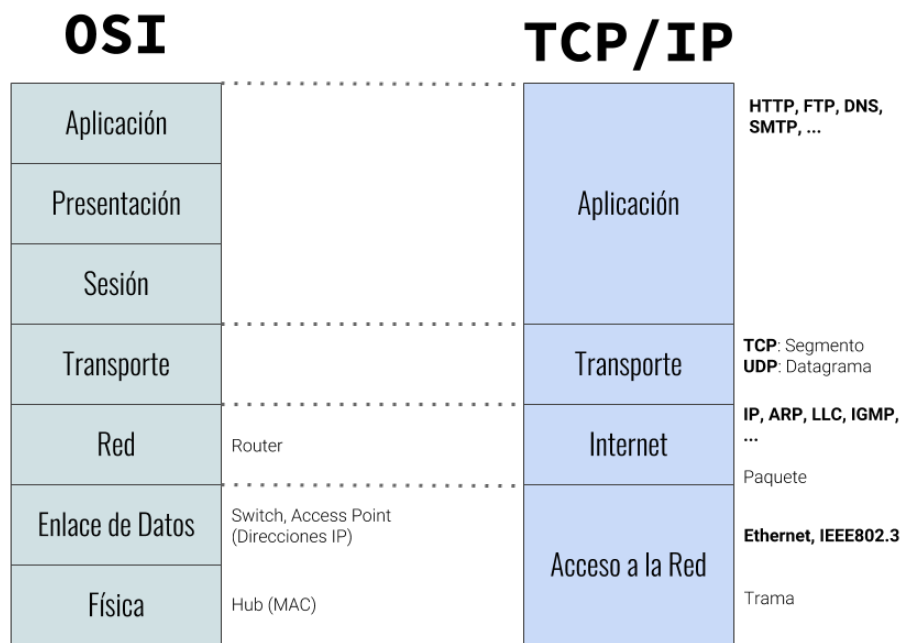 OSI
TCP/IP
Aplicación
Presentación
Sesión
Transporte
Red
Router
Enlace de Datos
Switch, Access Point
(Direcciones IP)
Física
Hub (MAC)
Aplicación
HTTP, FTP, DNS,
SMTP, ...
Transporte
TCP: Segmento
UDP: Datagrama
Internet
IP, ARP, LLC, IGMP,
...
Paquete
Acceso a la Red
Ethernet, IEEE802.3
Trama